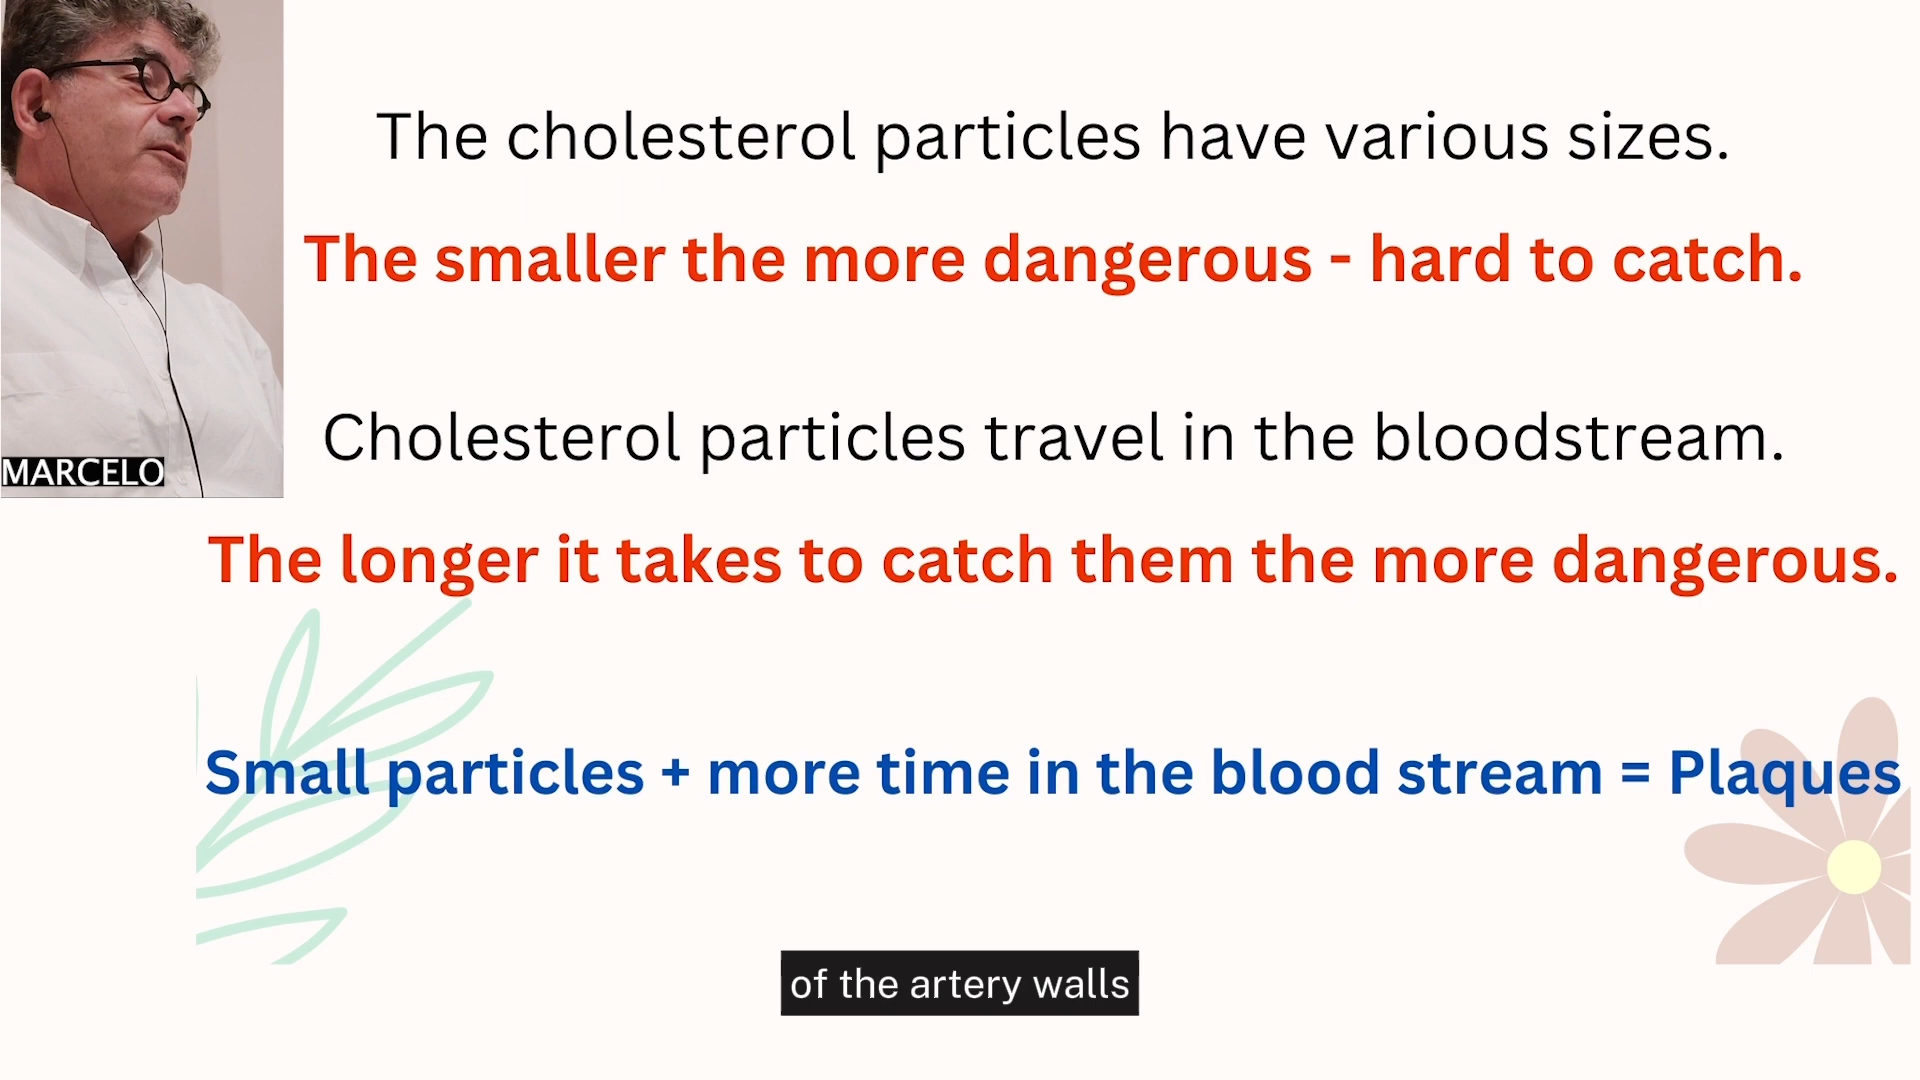 The cholesterol particles have various sizes.
The smaller the more dangerous - hard to catch.
Cholesterol particles travel in the bloodstream.
MARCELO
The longer it takes to catch them the more dangerous.
Small particles + more time in the blood stream = Plaques
of the artery walls